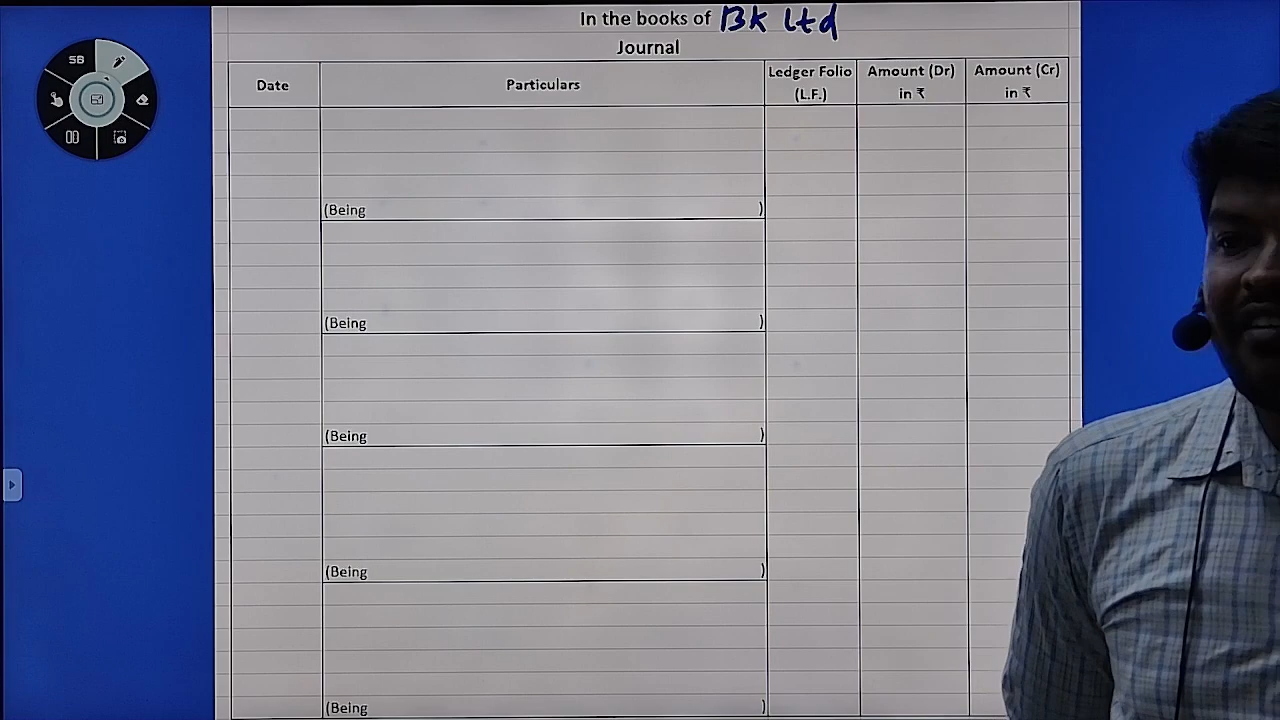 In the books of Bk Ltd
Journal
Date Particulars Ledger Folio (L.F.) Amount (Dr) in ₹ Amount (Cr) in ₹
(Being )
(Being )
(Being )
(Being )
(Being )
SB